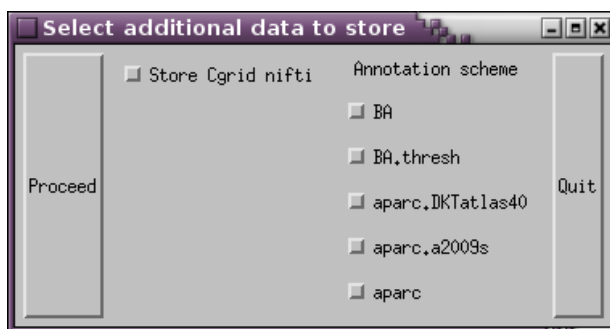 Select additional data to store
Store Cgrid nifti
Annotation scheme
BA
BA.thresh
Proceed
aparc.DKTatlas40
Quit
aparc.a2009s
aparc